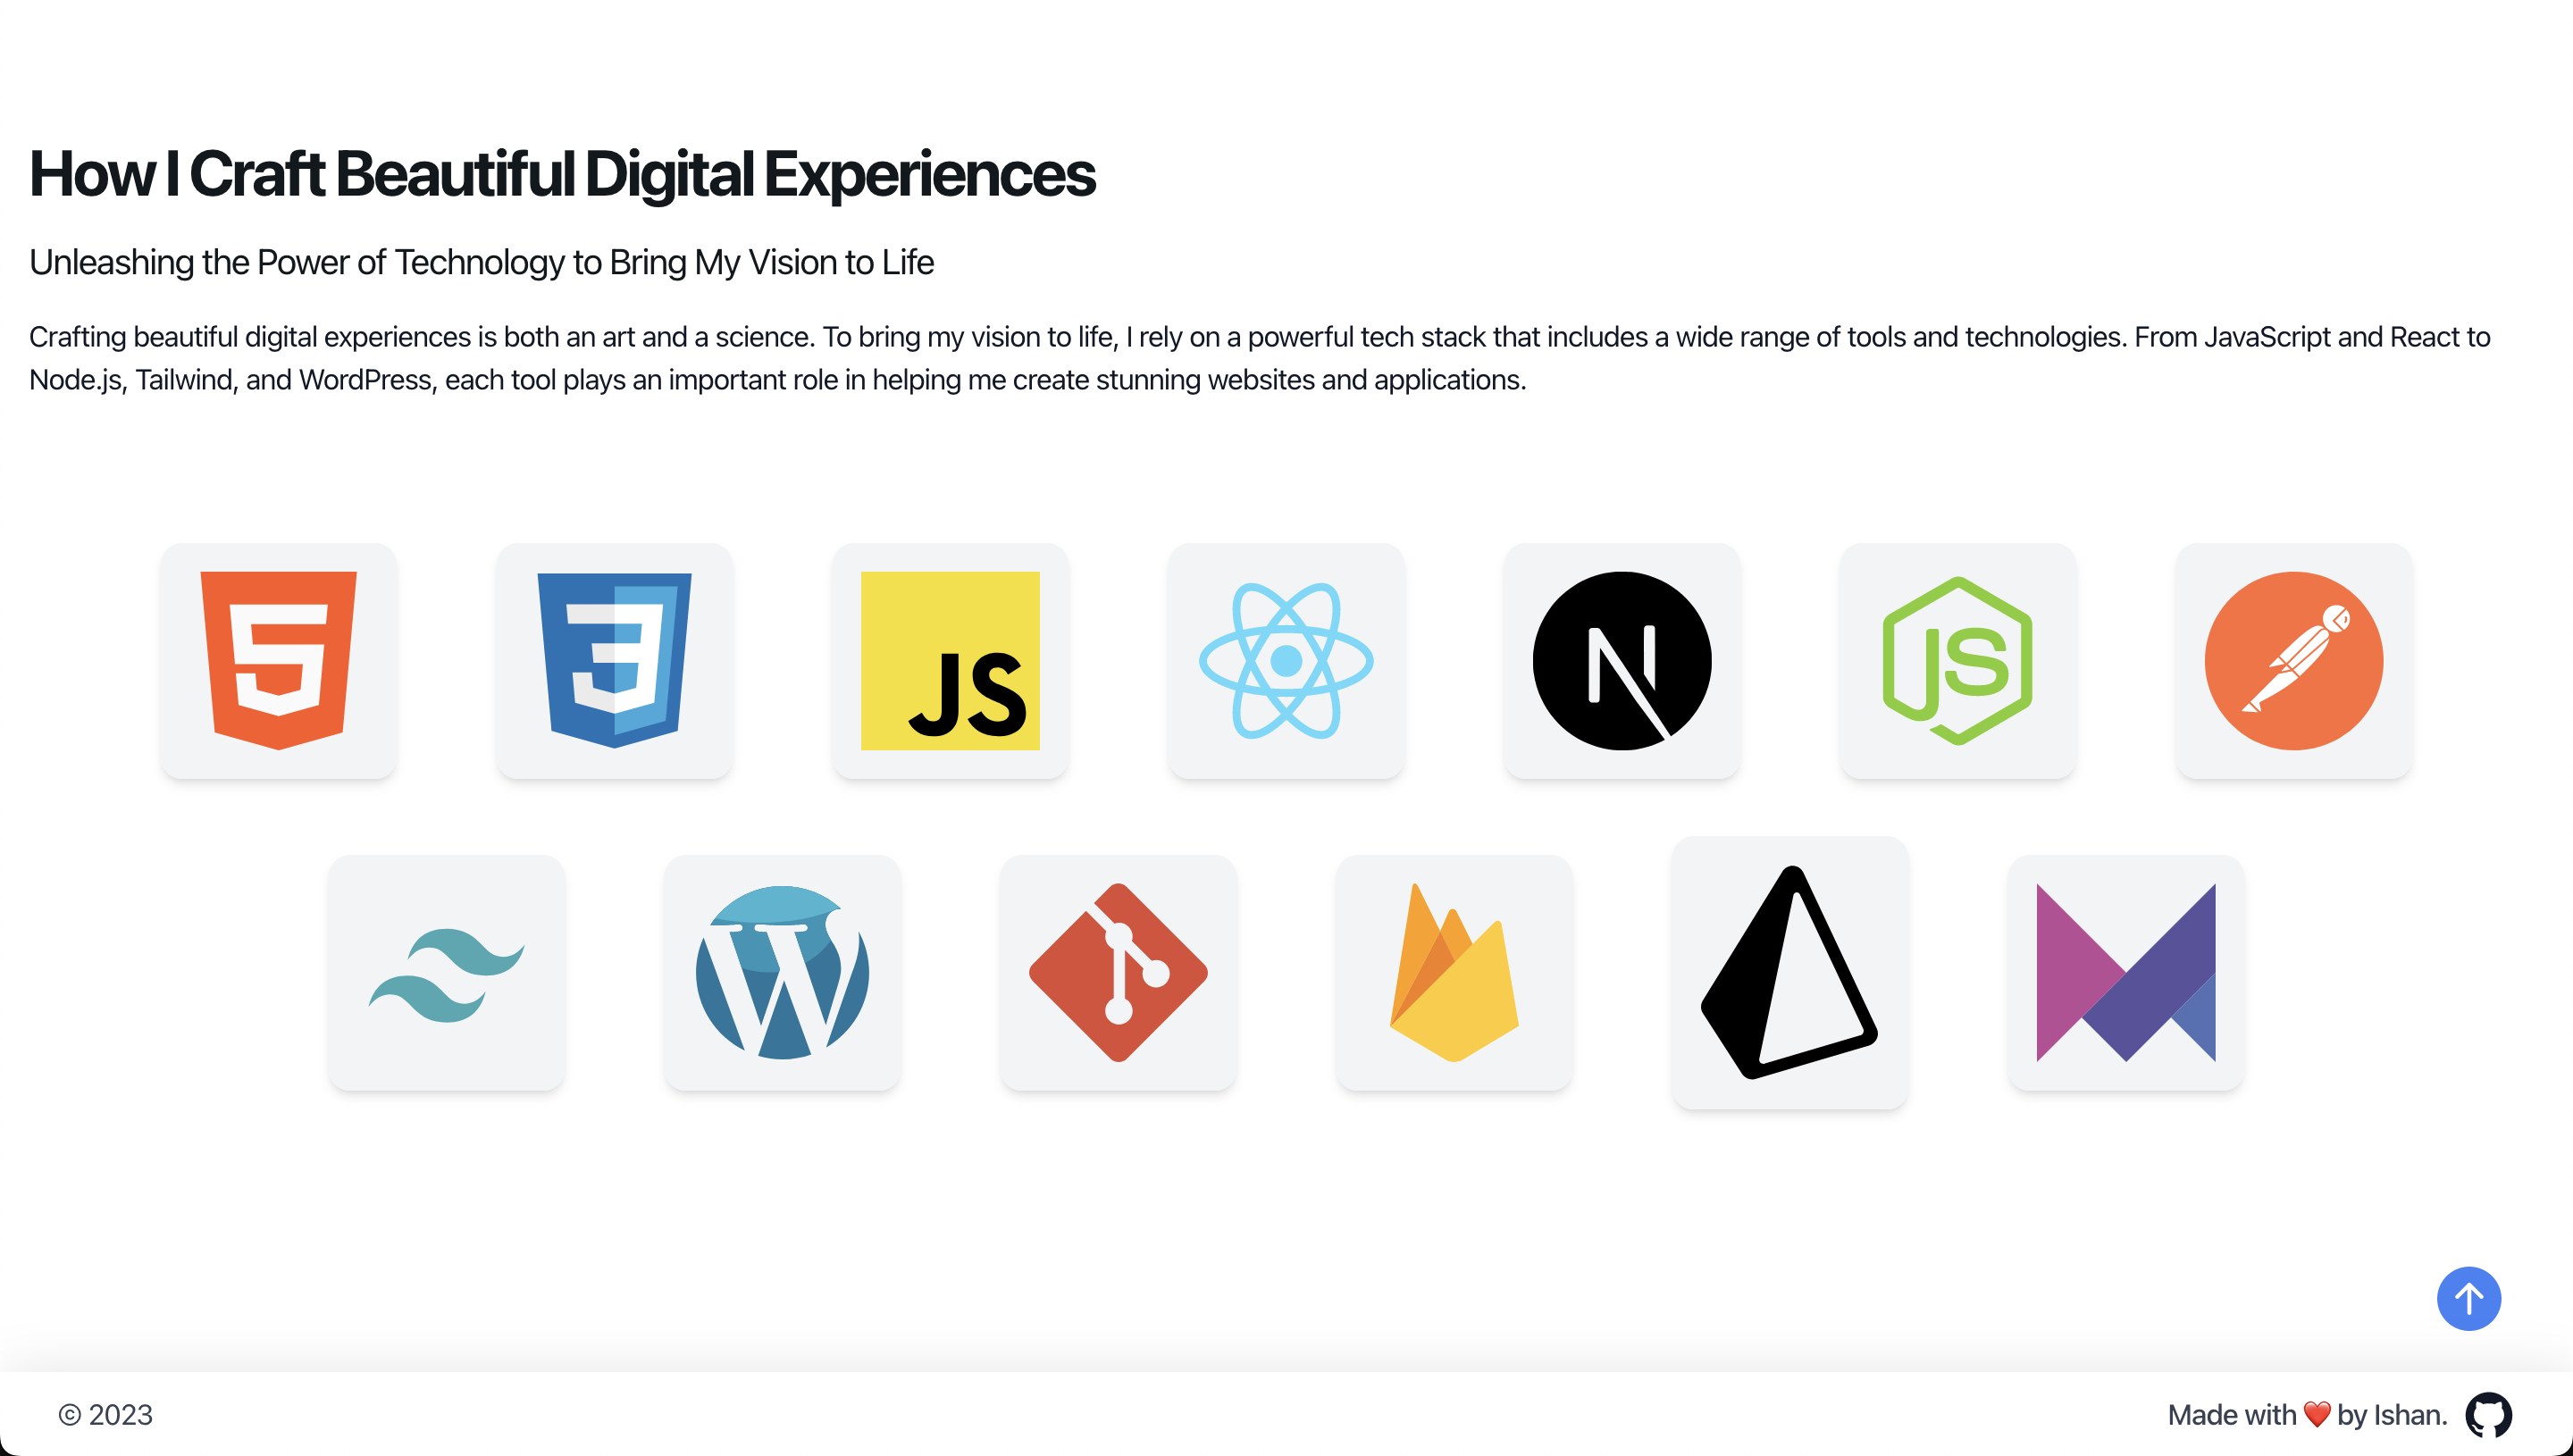 How I Craft Beautiful Digital Experiences
Unleashing the Power of Technology to Bring My Vision to Life
Crafting beautiful digital experiences is both an art and a science. To bring my vision to life, I rely on a powerful tech stack that includes a wide range of tools and technologies. From JavaScript and React to
Node.js, Tailwind, and WordPress, each tool plays an important role in helping me create stunning websites and applications.
5
3
JS
N
JS
W
© 2023
Made with ❤️ by Ishan.